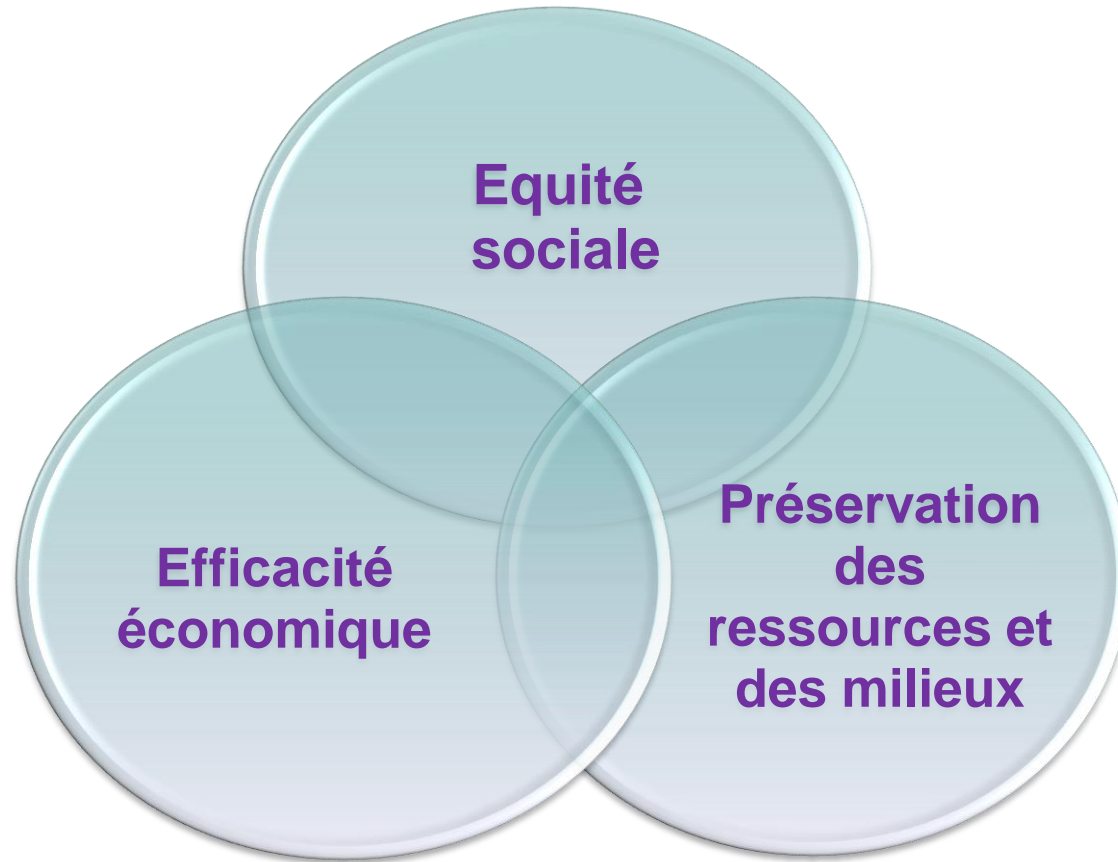 Equité
sociale
Efficacité
économique
Préservation
des
ressources et
des milieux